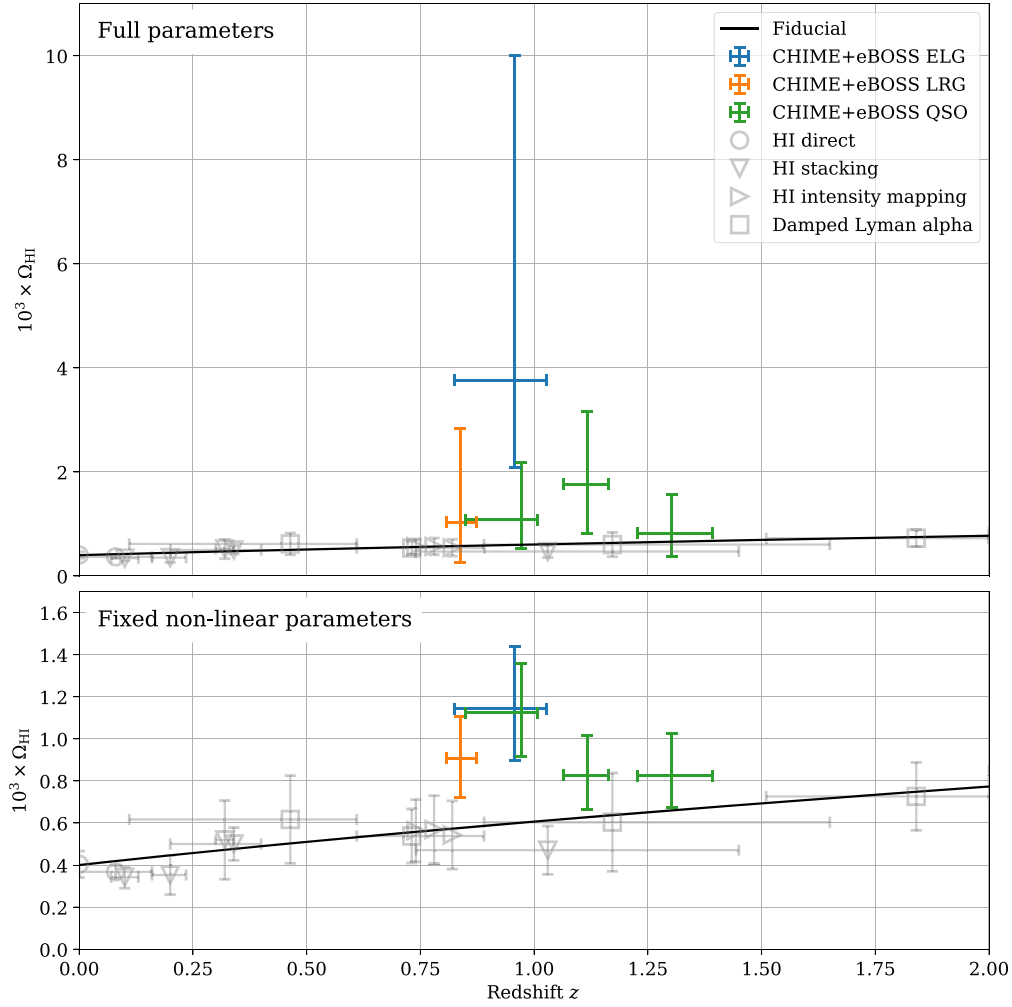 Full parameters
Fiducial
CHIME+eBOSS ELG
CHIME+eBOSS LRG
CHIME+eBOSS QSO
HI direct
HI stacking
HI intensity mapping
Damped Lyman alpha
10
8
6
4
2
0
10³ × Ω_HI
Fixed non-linear parameters
1.6
1.4
1.2
1.0
0.8
0.6
0.4
0.2
0.0
10³ × Ω_HI
0.00 0.25 0.50 0.75 1.00 1.25 1.50 1.75 2.00
Redshift z